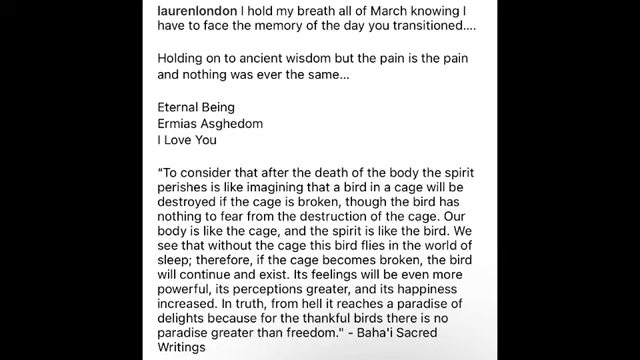 laurenlondon I hold my breath all of March knowing I
have to face the memory of the day you transitioned....
Holding on to ancient wisdom but the pain is the pain
and nothing was ever the same...
Eternal Being
Ermias Asghedom
I Love You
"To consider that after the death of the body the spirit
perishes is like imagining that a bird in a cage will be
destroyed if the cage is broken, though the bird has
nothing to fear from the destruction of the cage. Our
body is like the cage, and the spirit is like the bird. We
see that without the cage this bird flies in the world of
sleep; therefore, if the cage becomes broken, the bird
will continue and exist. Its feelings will be even more
powerful, its perceptions greater, and its happiness
increased. In truth, from hell it reaches a paradise of
delights because for the thankful birds there is no
paradise greater than freedom." - Baha'i Sacred
Writings